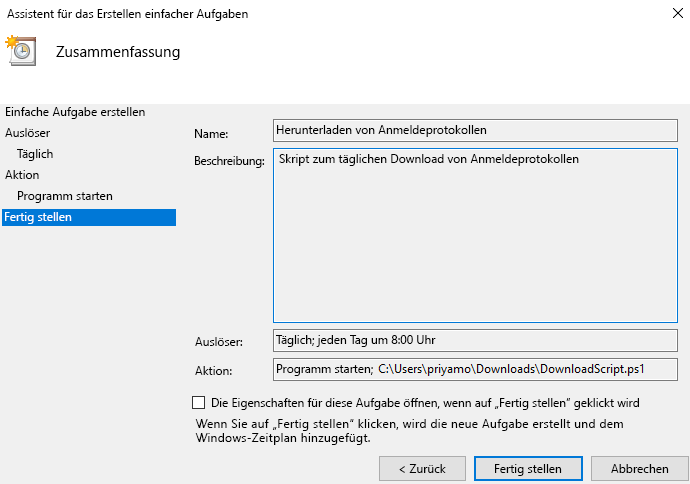 Assistent für das Erstellen einfacher Aufgaben
Zusammenfassung
Einfache Aufgabe erstellen
Auslöser
Täglich
Aktion
Programm starten
Fertig stellen
Name: Herunterladen von Anmeldeprotokollen
Beschreibung: Skript zum täglichen Download von Anmeldeprotokollen
Auslöser: Täglich; jeden Tag um 8:00 Uhr
Aktion: Programm starten; C:\Users\priyamo\Downloads\DownloadScript.ps1
Die Eigenschaften für diese Aufgabe öffnen, wenn auf „Fertig stellen“ geklickt wird
Wenn Sie auf „Fertig stellen“ klicken, wird die neue Aufgabe erstellt und dem
Windows-Zeitplan hinzugefügt.
< Zurück Fertig stellen Abbrechen